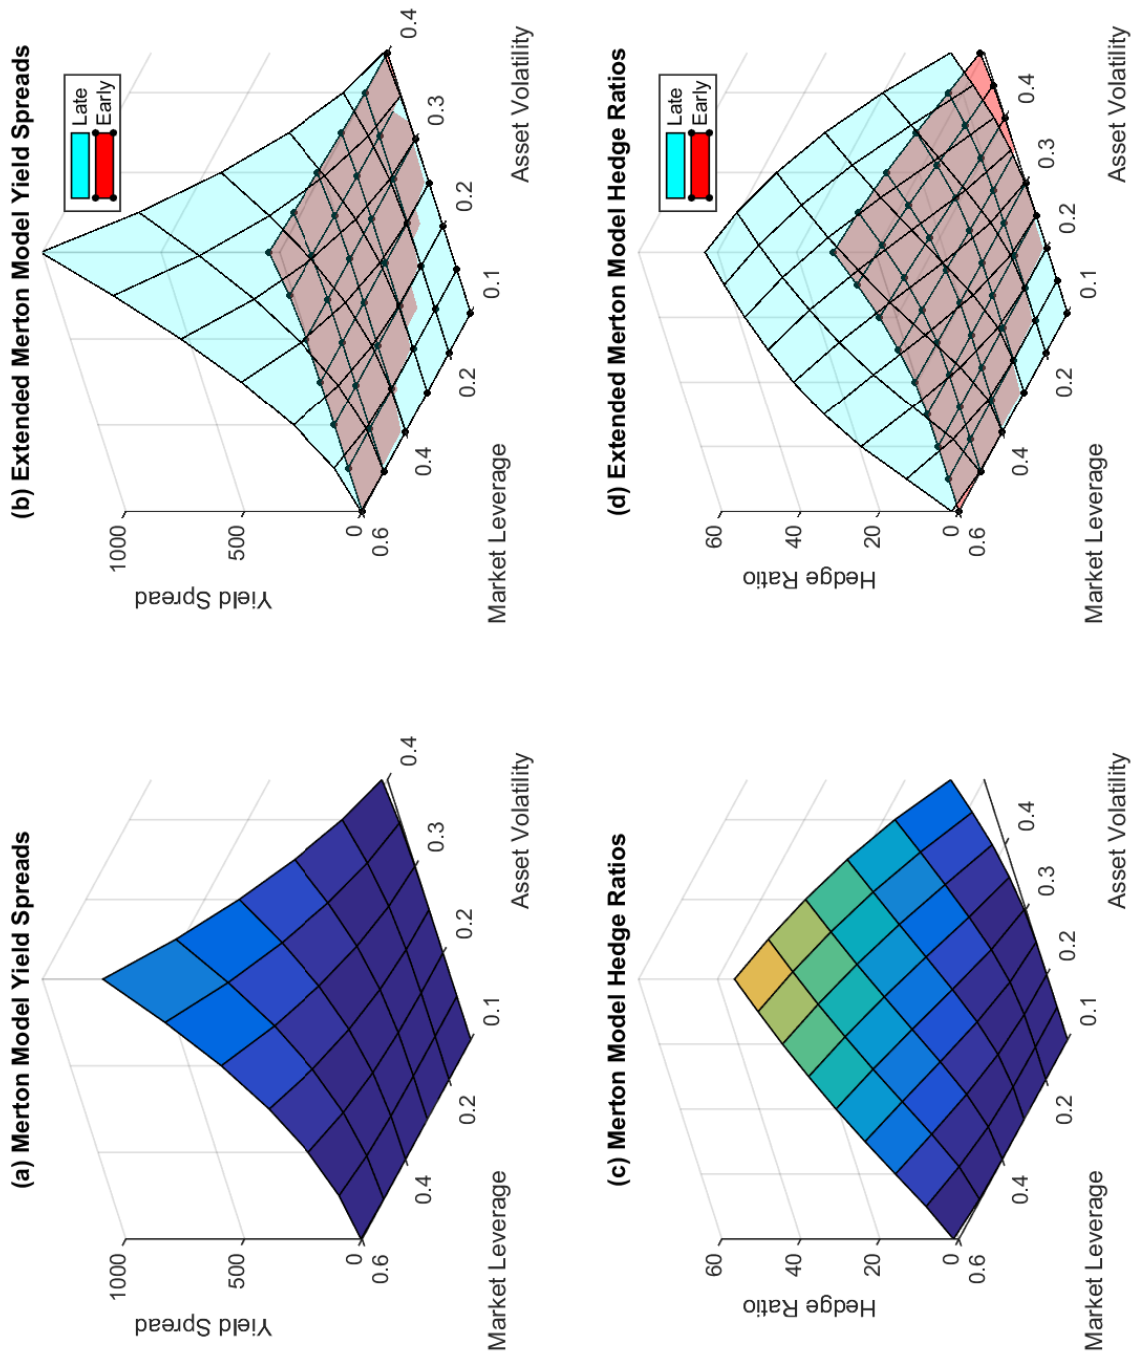 (a) Merton Model Yield Spreads
1000
500
0
Yield Spread
0.6
0.4
0.2
Market Leverage
0.1
0.2
0.3
0.4
Asset Volatility
(b) Extended Merton Model Yield Spreads
Late
Early
1000
500
0
Yield Spread
0.6
0.4
0.2
Market Leverage
0.1
0.2
0.3
0.4
Asset Volatility
(c) Merton Model Hedge Ratios
60
40
20
0
Hedge Ratio
0.6
0.4
0.2
Market Leverage
0.1
0.2
0.3
0.4
Asset Volatility
(d) Extended Merton Model Hedge Ratios
Late
Early
60
40
20
0
Hedge Ratio
0.6
0.4
0.2
Market Leverage
0.1
0.2
0.3
0.4
Asset Volatility